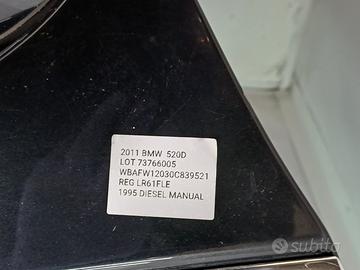 2011 BMW 520D
LOT 73766005
WBAFW12030C839521
REG LR61FLE
1995 DIESEL MANUAL
subito